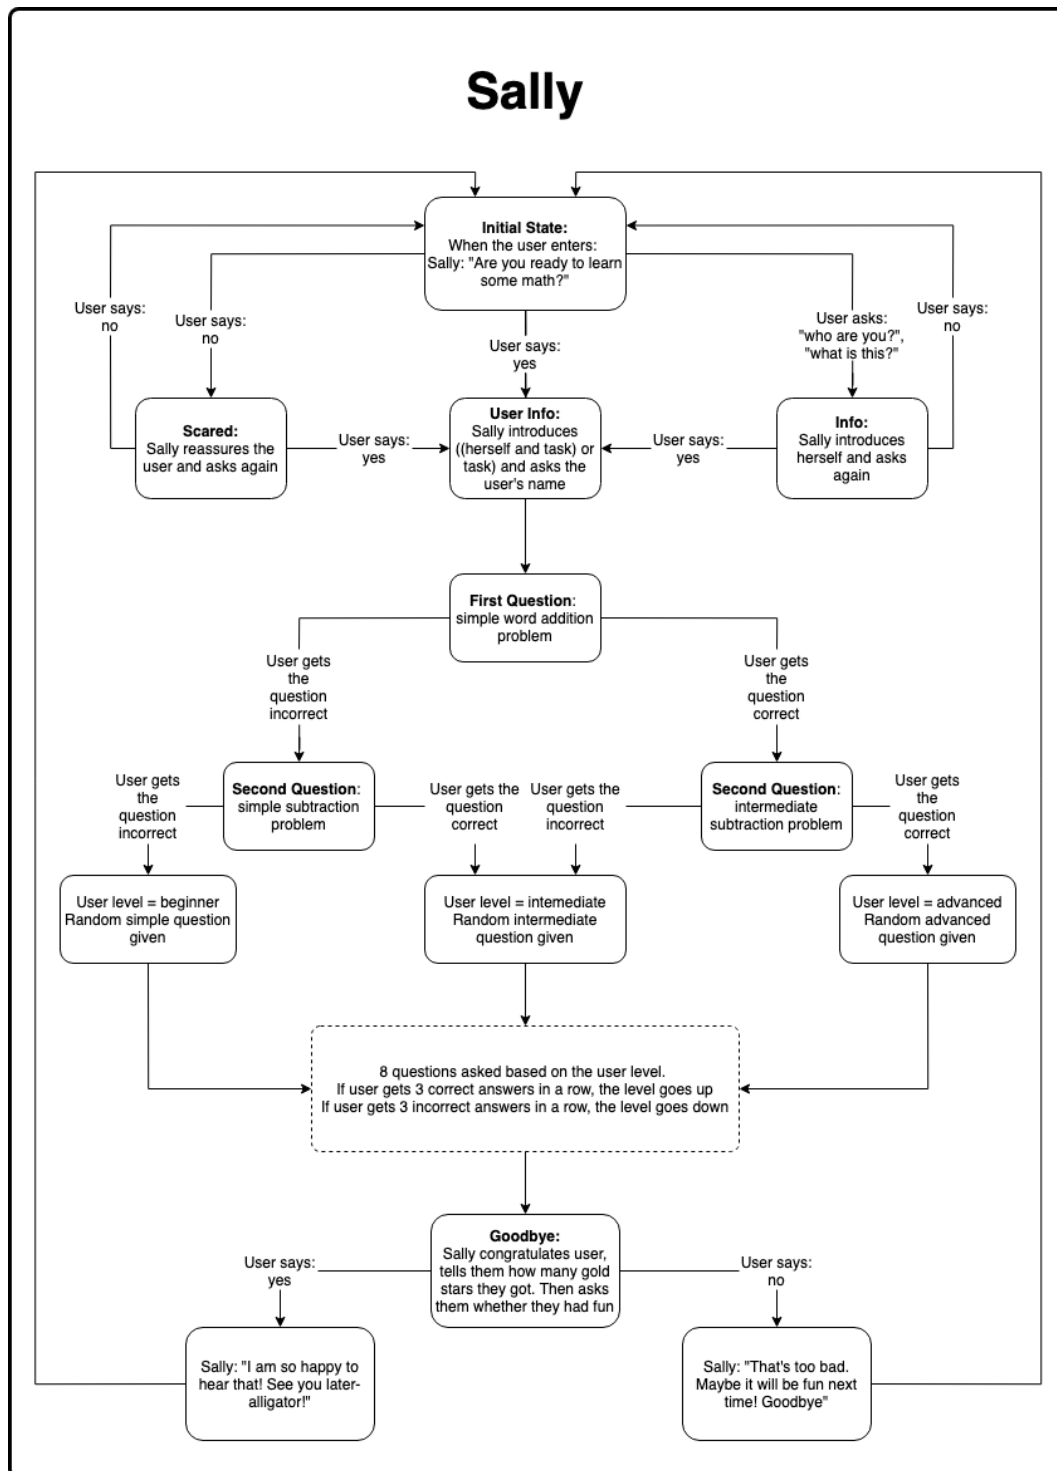 Sally
Initial State:
When the user enters:
Sally: "Are you ready to learn
some math?"
User says:
no
User says:
no
User says:
yes
User asks:
"who are you?",
"what is this?"
User says:
no
Scared:
Sally reassures the
user and asks again
User says:
yes
User Info:
Sally introduces
((herself and task) or
task) and asks the
user's name
User says:
yes
Info:
Sally introduces
herself and asks
again
First Question:
simple word addition
problem
User gets
the
question
incorrect
User gets
the
question
correct
User gets
the
question
incorrect
Second Question:
simple subtraction
problem
User gets the
question
correct
User gets the
question
incorrect
Second Question:
intermediate
subtraction problem
User gets
the
question
correct
User level = beginner
Random simple question
given
User level = intemediate
Random intermediate
question given
User level = advanced
Random advanced
question given
8 questions asked based on the user level.
If user gets 3 correct answers in a row, the level goes up
If user gets 3 incorrect answers in a row, the level goes down
Goodbye:
Sally congratulates user,
tells them how many gold
stars they got. Then asks
them whether they had fun
User says:
yes
User says:
no
Sally: "I am so happy to
hear that! See you later-
alligator!"
Sally: "That's too bad.
Maybe it will be fun next
time! Goodbye"